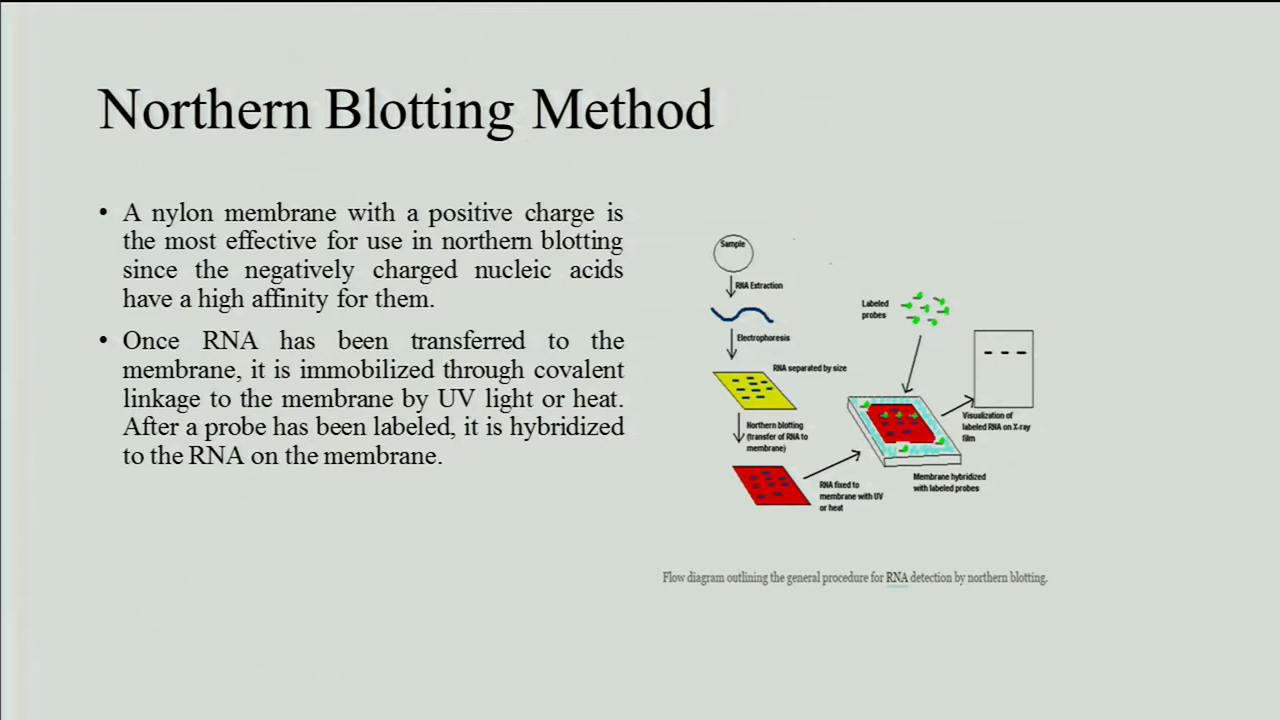 Northern Blotting Method
• A nylon membrane with a positive charge is
the most effective for use in northern blotting
since the negatively charged nucleic acids
have a high affinity for them.
• Once RNA has been transferred to the
membrane, it is immobilized through covalent
linkage to the membrane by UV light or heat.
After a probe has been labeled, it is hybridized
to the RNA on the membrane.
Sample
RNA Extraction
Electrophoresis
RNA separated by size
Northern blotting
(transfer of RNA to
membrane)
RNA fixed to
membrane with UV
or heat
Labeled
probes
Membrane hybridized
with labeled probes
Visualization of
labeled RNA on X-ray
film
Flow diagram outlining the general procedure for RNA detection by northern blotting.